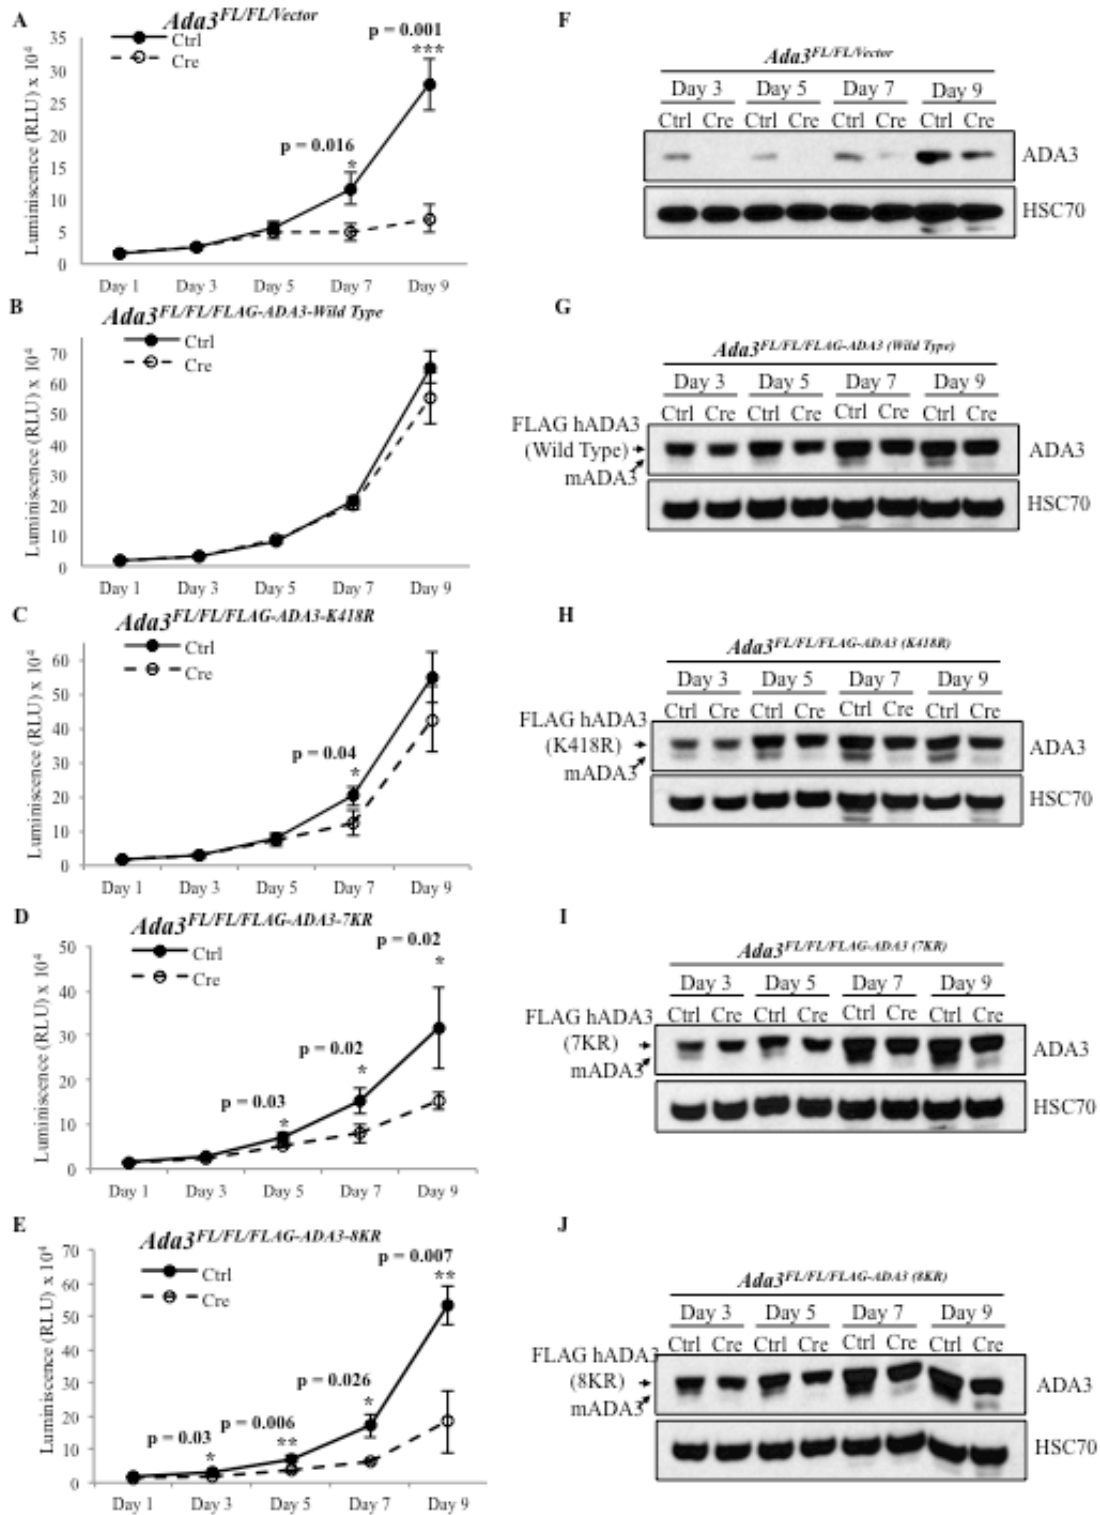 A
Ada3FL/FL/Vector
Ctrl
Cre
p = 0.001
***
p = 0.016
*
Luminiscence (RLU) x 10⁴
35
30
25
20
15
10
5
0
Day 1 Day 3 Day 5 Day 7 Day 9
B
Ada3FL/FL/FLAG-ADA3-Wild Type
Ctrl
Cre
Luminiscence (RLU) x 10⁴
70
60
50
40
30
20
10
0
Day 1 Day 3 Day 5 Day 7 Day 9
C
Ada3FL/FL/FLAG-ADA3-K418R
Ctrl
Cre
p = 0.04
*
Luminiscence (RLU) x 10⁴
60
50
40
30
20
10
0
Day 1 Day 3 Day 5 Day 7 Day 9
D
Ada3FL/FL/FLAG-ADA3-7KR
Ctrl
Cre
p = 0.02
*
p = 0.02
*
p = 0.03
*
Luminiscence (RLU) x 10⁴
50
40
30
20
10
0
Day 1 Day 3 Day 5 Day 7 Day 9
E
Ada3FL/FL/FLAG-ADA3-8KR
Ctrl
Cre
p = 0.007
**
p = 0.026
*
p = 0.006
**
p = 0.03
*
Luminiscence (RLU) x 10⁴
70
60
50
40
30
20
10
0
Day 1 Day 3 Day 5 Day 7 Day 9
F
Ada3FL/FL/Vector
Day 3 Day 5 Day 7 Day 9
Ctrl Cre Ctrl Cre Ctrl Cre Ctrl Cre
ADA3
HSC70
G
Ada3FL/FL/FLAG-ADA3 (Wild Type)
Day 3 Day 5 Day 7 Day 9
Ctrl Cre Ctrl Cre Ctrl Cre Ctrl Cre
FLAG hADA3
(Wild Type)
mADA3
ADA3
HSC70
H
Ada3FL/FL/FLAG-ADA3 (K418R)
Day 3 Day 5 Day 7 Day 9
Ctrl Cre Ctrl Cre Ctrl Cre Ctrl Cre
FLAG hADA3
(K418R)
mADA3
ADA3
HSC70
I
Ada3FL/FL/FLAG-ADA3 (7KR)
Day 3 Day 5 Day 7 Day 9
Ctrl Cre Ctrl Cre Ctrl Cre Ctrl Cre
FLAG hADA3
(7KR)
mADA3
ADA3
HSC70
J
Ada3FL/FL/FLAG-ADA3 (8KR)
Day 3 Day 5 Day 7 Day 9
Ctrl Cre Ctrl Cre Ctrl Cre Ctrl Cre
FLAG hADA3
(8KR)
mADA3
ADA3
HSC70